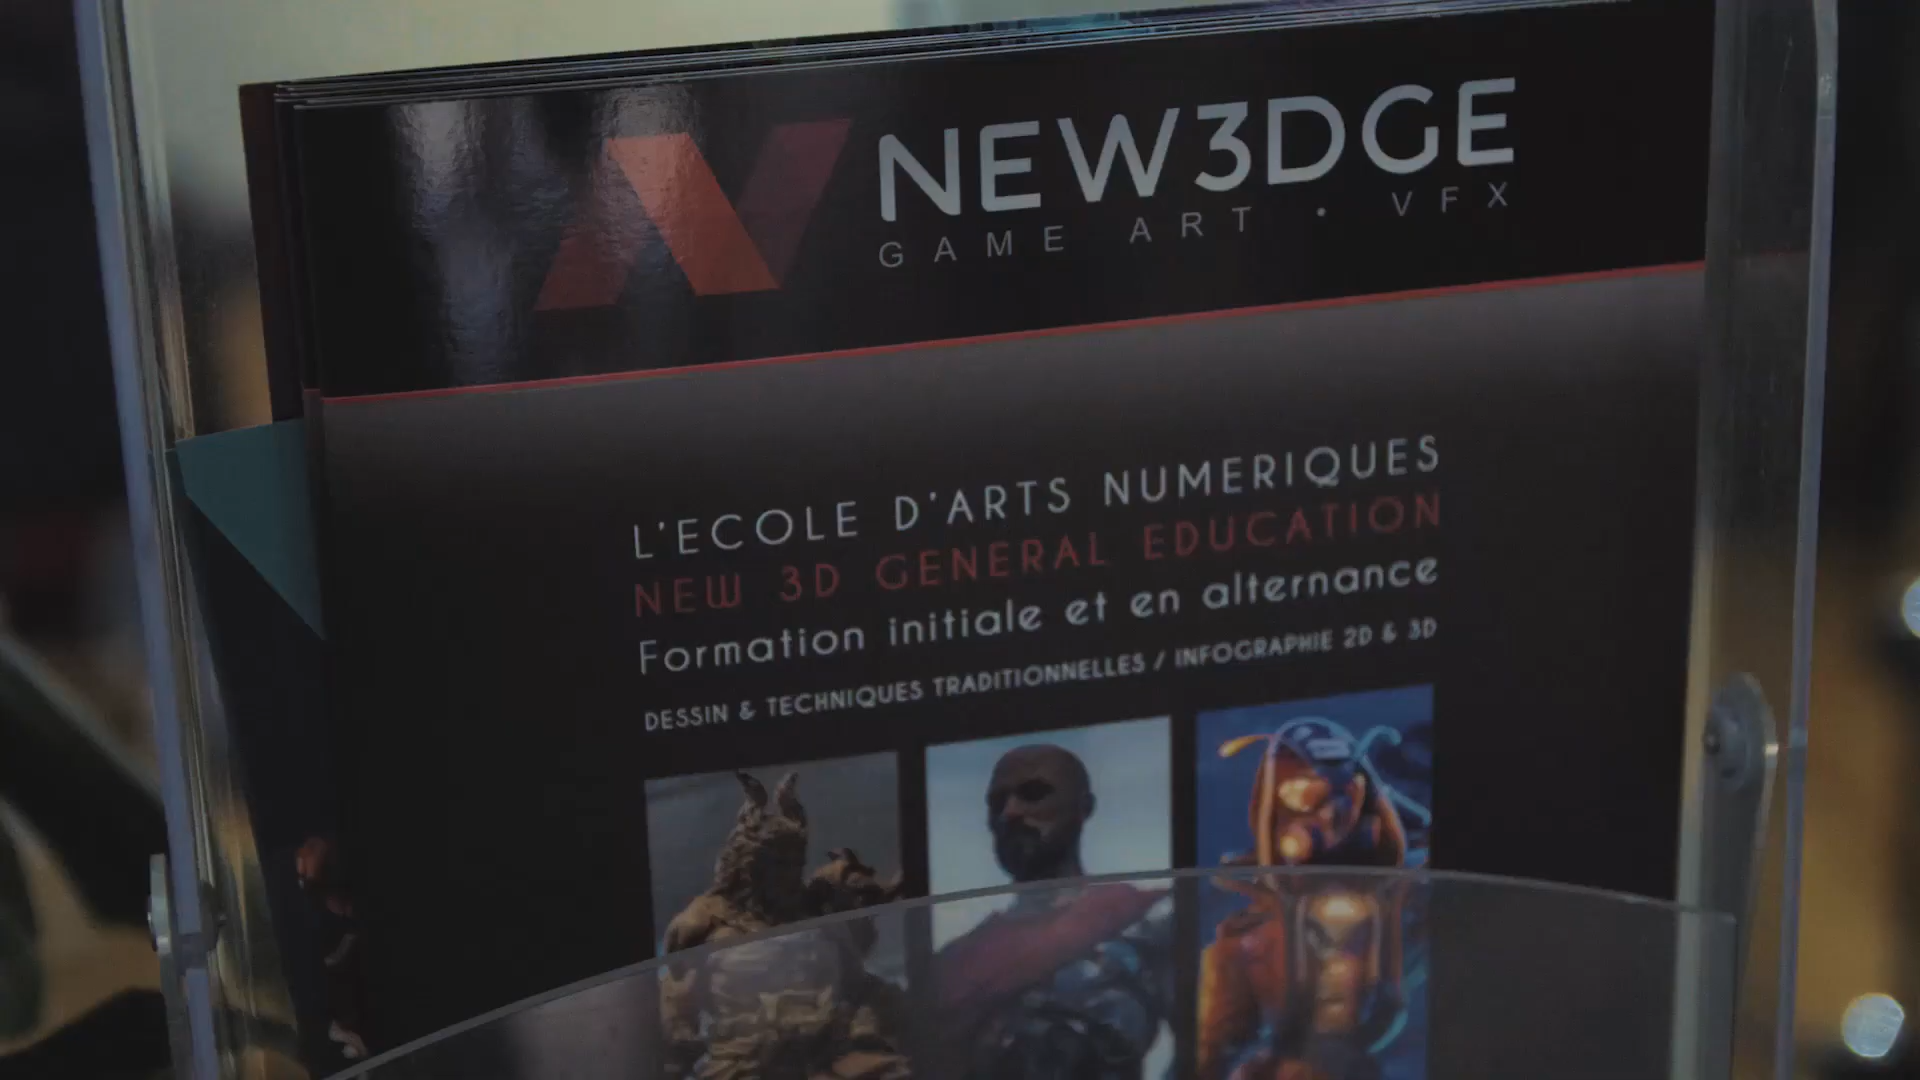 NEW3DGE
GAME ART • VFX
L'ECOLE D'ARTS NUMERIQUES
NEW 3D GENERAL EDUCATION
Formation initiale et en alternance
DESSIN & TECHNIQUES TRADITIONNELLES / INFOGRAPHIE 2D & 3D